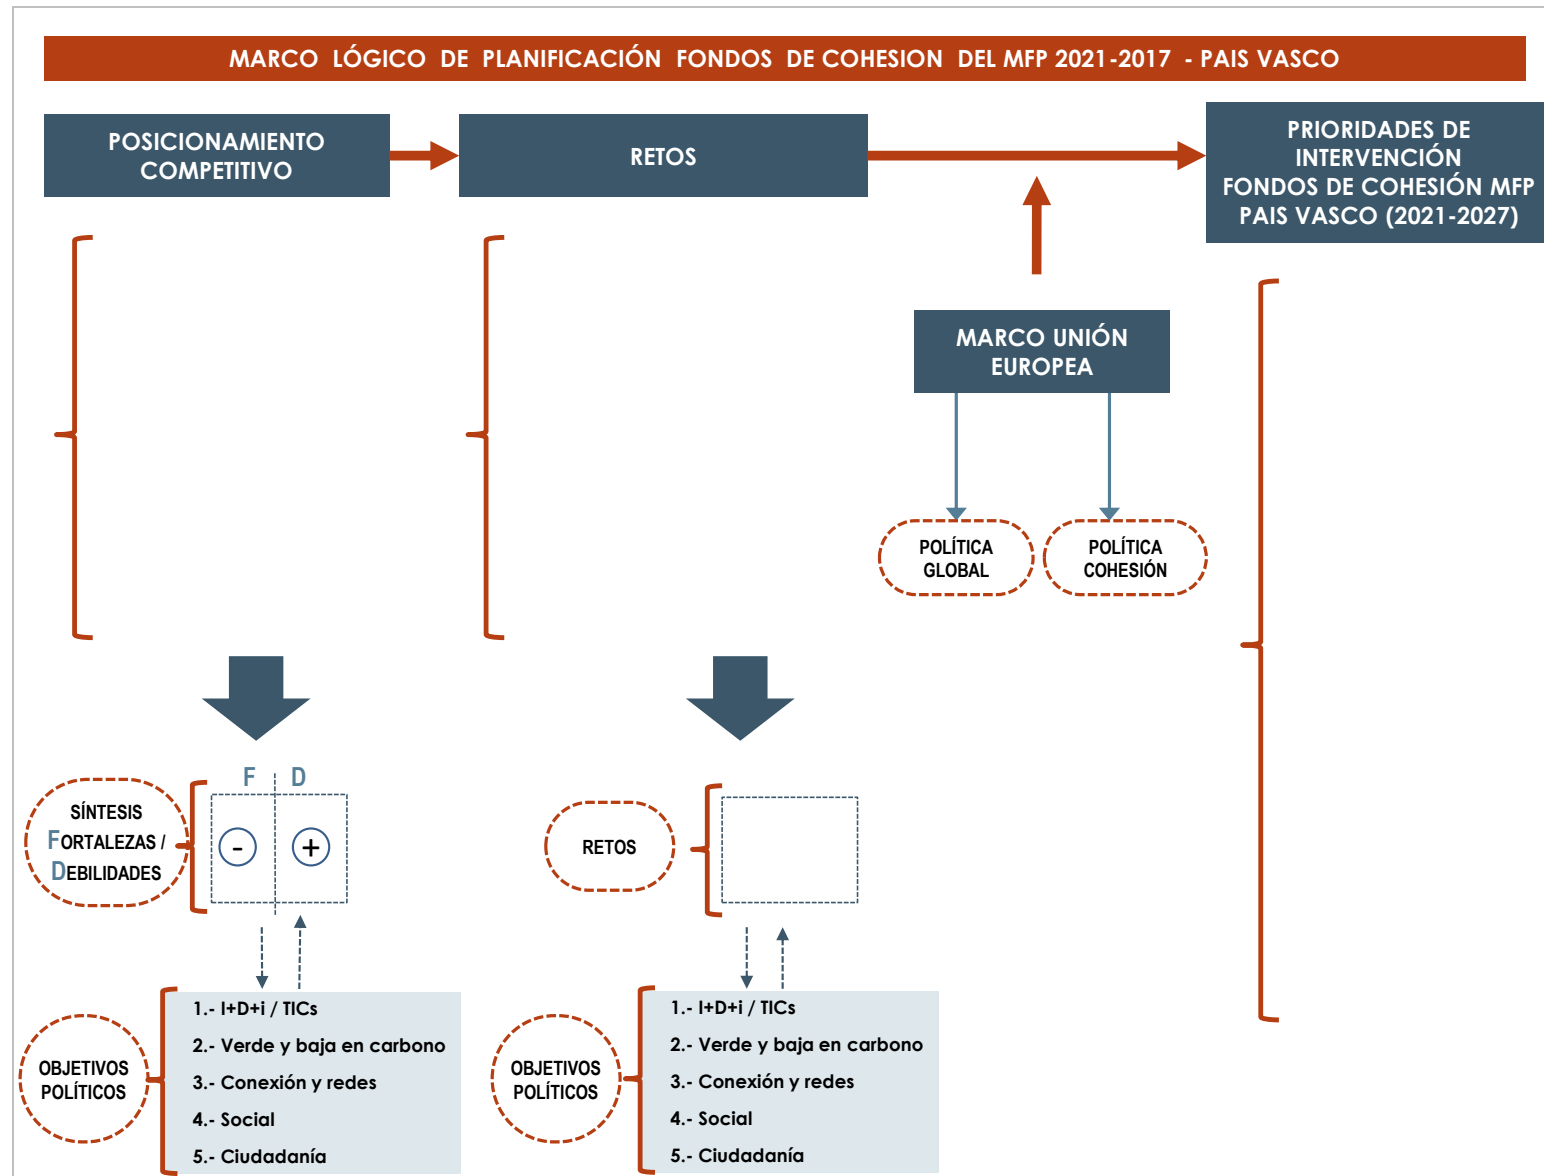 MARCO LÓGICO DE PLANIFICACIÓN FONDOS DE COHESION DEL MFP 2021-2017 - PAIS VASCO
POSICIONAMIENTO
COMPETITIVO
RETOS
PRIORIDADES DE
INTERVENCIÓN
FONDOS DE COHESIÓN MFP
PAIS VASCO (2021-2027)
MARCO UNIÓN
EUROPEA
POLÍTICA
GLOBAL
POLÍTICA
COHESIÓN
F D
SÍNTESIS
FORTALEZAS /
DEBILIDADES
- +
RETOS
OBJETIVOS
POLÍTICOS
1.- I+D+i / TICs
2.- Verde y baja en carbono
3.- Conexión y redes
4.- Social
5.- Ciudadanía
OBJETIVOS
POLÍTICOS
1.- I+D+i / TICs
2.- Verde y baja en carbono
3.- Conexión y redes
4.- Social
5.- Ciudadanía